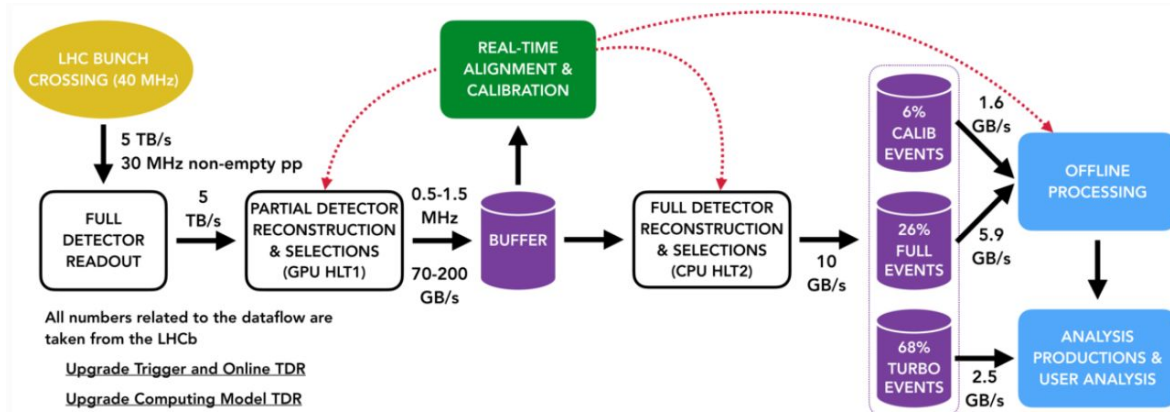 LHC BUNCH
CROSSING (40 MHz)
5 TB/s
30 MHz non-empty pp
FULL
DETECTOR
READOUT
5
TB/s
PARTIAL DETECTOR
RECONSTRUCTION
& SELECTIONS
(GPU HLT1)
0.5-1.5
MHz
70-200
GB/s
REAL-TIME
ALIGNMENT &
CALIBRATION
BUFFER
FULL DETECTOR
RECONSTRUCTION
& SELECTIONS
(CPU HLT2)
10
GB/s
6%
CALIB
EVENTS
1.6
GB/s
26%
FULL
EVENTS
5.9
GB/s
68%
TURBO
EVENTS
2.5
GB/s
OFFLINE
PROCESSING
ANALYSIS
PRODUCTIONS &
USER ANALYSIS
All numbers related to the dataflow are
taken from the LHCb
Upgrade Trigger and Online TDR
Upgrade Computing Model TDR